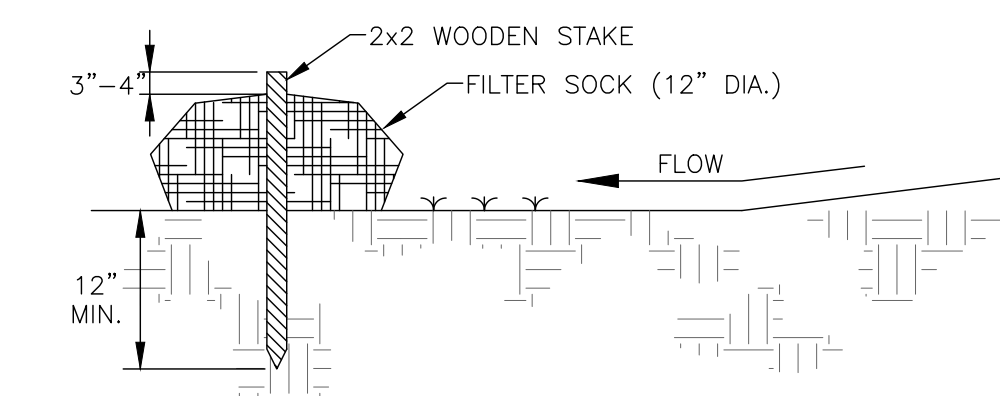 2x2 WOODEN STAKE
3”–4”
FILTER SOCK (12” DIA.)
FLOW
12”
MIN.